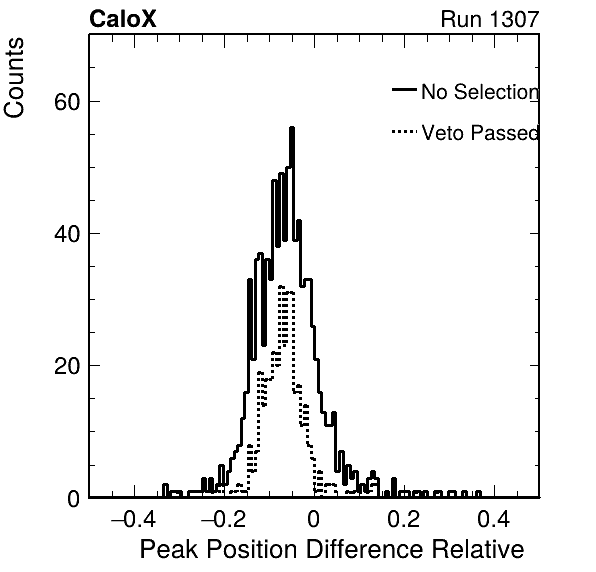 CaloX Run 1307
Counts
No Selection
Veto Passed
60
40
20
0
−0.4 −0.2 0 0.2 0.4
Peak Position Difference Relative